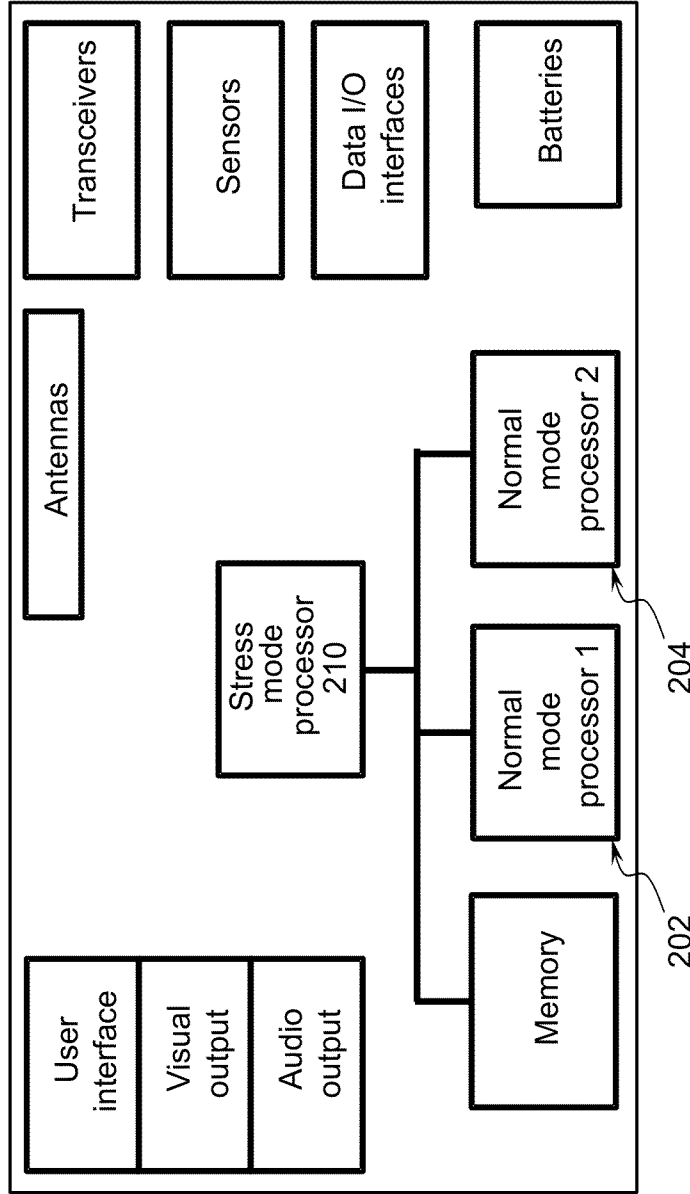 User
interface
Visual
output
Audio
output
Antennas
Transceivers
Sensors
Data I/O
interfaces
Batteries
Stress
mode
processor
210
Memory
Normal
mode
processor 1
Normal
mode
processor 2
202
204